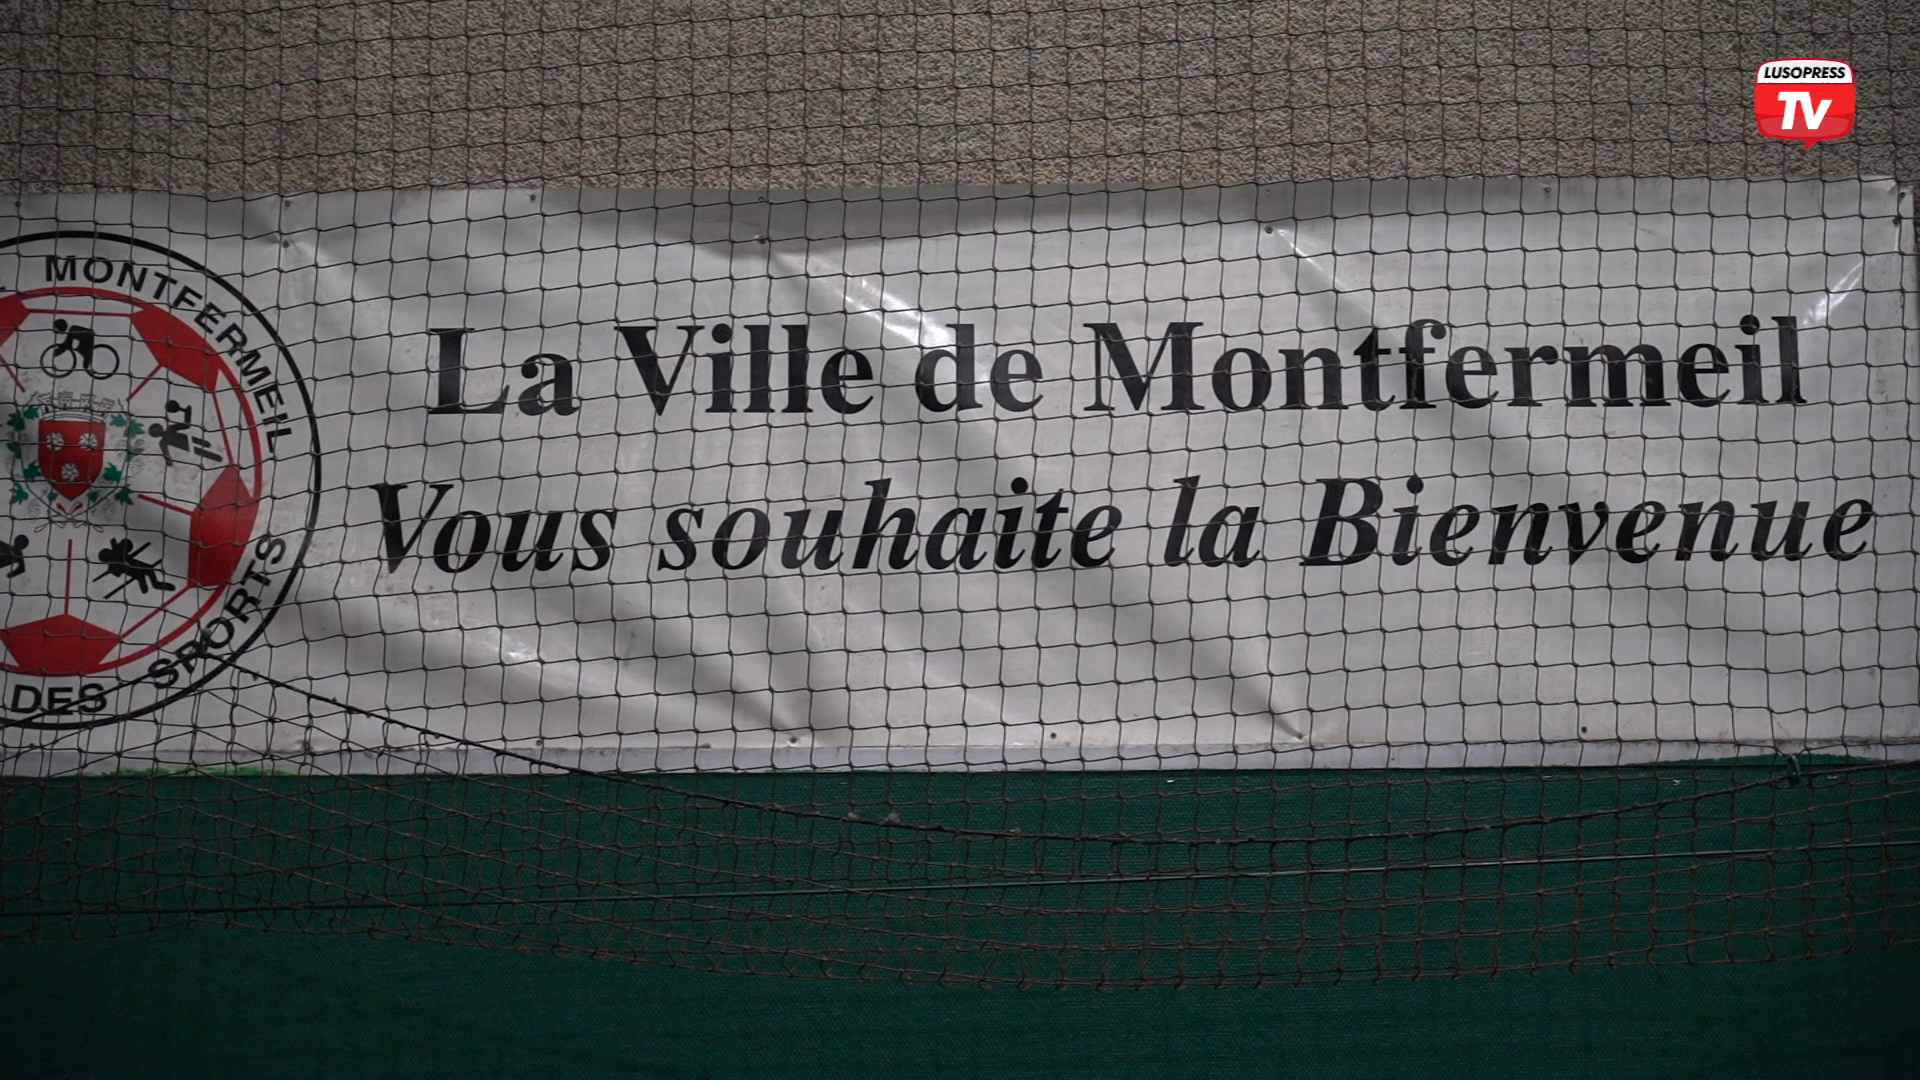 LUSOPRESS
TV
MONTFERMEIL
DES SPORTS
La Ville de Montfermeil
Vous souhaite la Bienvenue